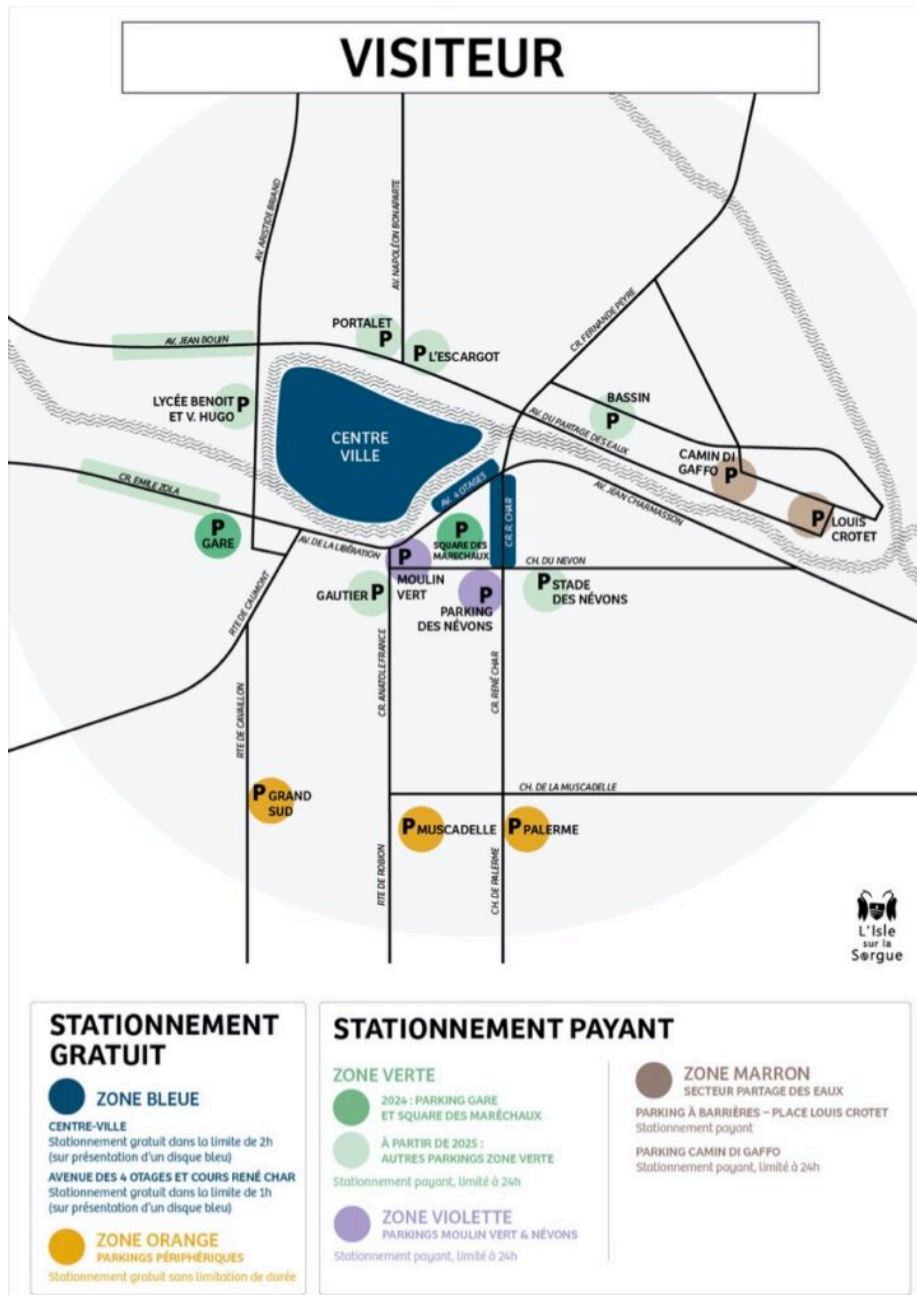 VISITEUR
AV. ARISTIDE BRIAND
AV. NAPOLÉON BONAPARTE
CR. FERNANDE PEYRE
PORTALET
P
P
L'ESCARGOT
AV. JEAN BOUIN
LYCÉE BENOIT
ET V. HUGO
P
CENTRE
VILLE
BASSIN
P
AV. DU PARTAGE DES EAUX
CAMIN DI
GAFFO
P
P
LOUIS
CROTET
AV. 4 OTAGES
CR. R. CHAR
AV. JEAN CHARMASSON
CR. EMILE ZOLA
P
GARE
AV. DE LA LIBÉRATION
P
SQUARE DES
MARECHAUX
P
MOULIN
VERT
CH. DU NEVON
GAUTIER
P
P
PARKING
DES NÉVONS
P
STADE
DES NÉVONS
RTE DE CAUMONT
RTE DE CAVAILLON
CR. ANATOLE FRANCE
CR. RENÉ CHAR
P
GRAND
SUD
CH. DE LA MUSCADELLE
P
MUSCADELLE
P
PALERME
RTE DE ROBION
CH. DE PALERME
L'Isle
sur la
Sorgue
STATIONNEMENT
GRATUIT
ZONE BLEUE
CENTRE-VILLE
Stationnement gratuit dans la limite de 2h
(sur présentation d'un disque bleu)
AVENUE DES 4 OTAGES ET COURS RENÉ CHAR
Stationnement gratuit dans la limite de 1h
(sur présentation d'un disque bleu)
ZONE ORANGE
PARKINGS PÉRIPHÉRIQUES
Stationnement gratuit sans limitation de durée
STATIONNEMENT PAYANT
ZONE VERTE
2024 : PARKING GARE
ET SQUARE DES MARÉCHAUX
À PARTIR DE 2025 :
AUTRES PARKINGS ZONE VERTE
Stationnement payant, limité à 24h
ZONE VIOLETTE
PARKINGS MOULIN VERT & NÉVONS
Stationnement payant, limité à 24h
ZONE MARRON
SECTEUR PARTAGE DES EAUX
PARKING À BARRIÈRES – PLACE LOUIS CROTET
Stationnement payant
PARKING CAMIN DI GAFFO
Stationnement payant, limité à 24h